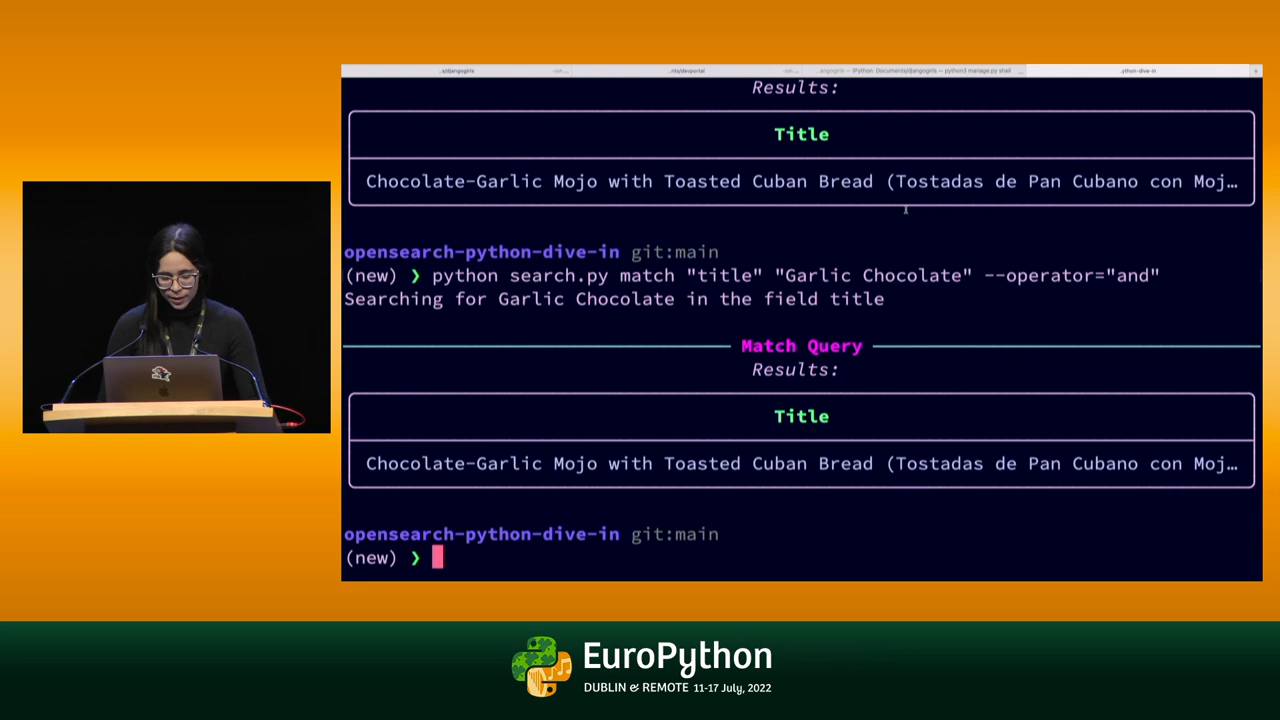 Results:
Title
Chocolate-Garlic Mojo with Toasted Cuban Bread (Tostadas de Pan Cubano con Moj…
opensearch-python-dive-in git:main
(new) ❯ python search.py match "title" "Garlic Chocolate" --operator="and"
Searching for Garlic Chocolate in the field title
Match Query
Results:
Title
Chocolate-Garlic Mojo with Toasted Cuban Bread (Tostadas de Pan Cubano con Moj…
opensearch-python-dive-in git:main
(new) ❯
EuroPython
DUBLIN & REMOTE 11-17 July, 2022